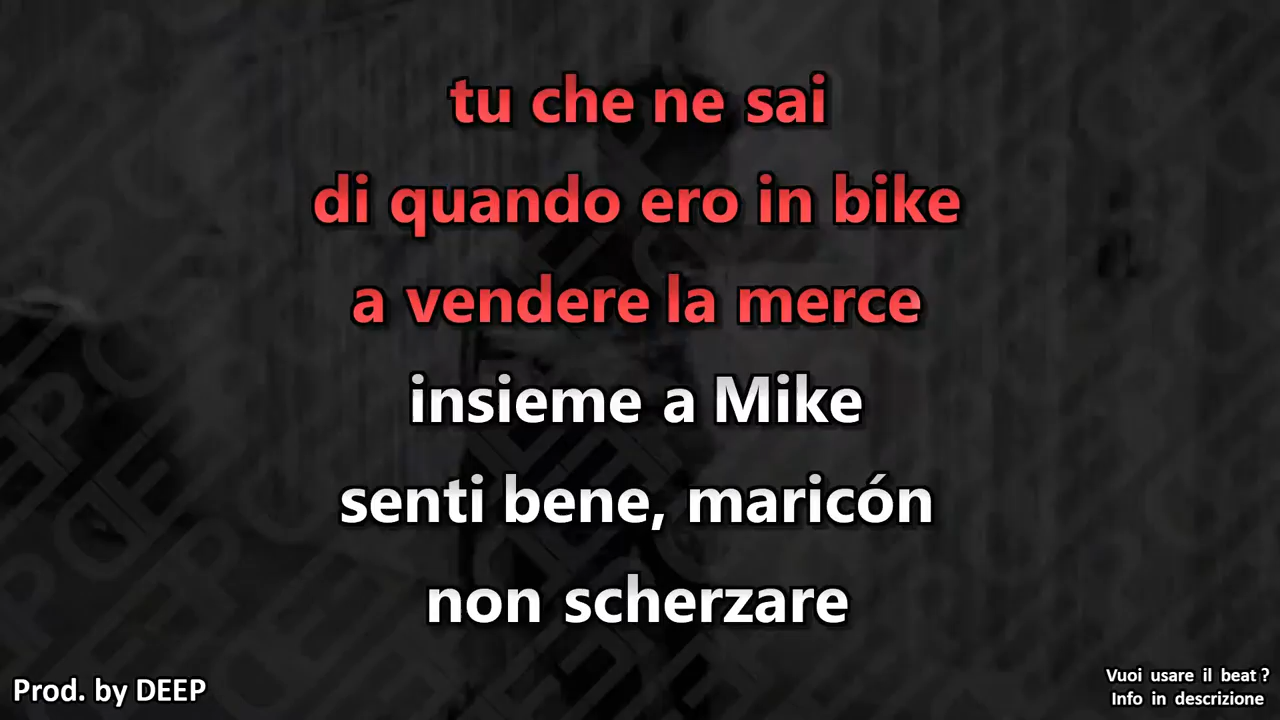 tu che ne sai
di quando ero in bike
a vendere la merce
insieme a Mike
senti bene, maricón
non scherzare
Prod. by DEEP
Vuoi usare il beat ?
Info in descrizione